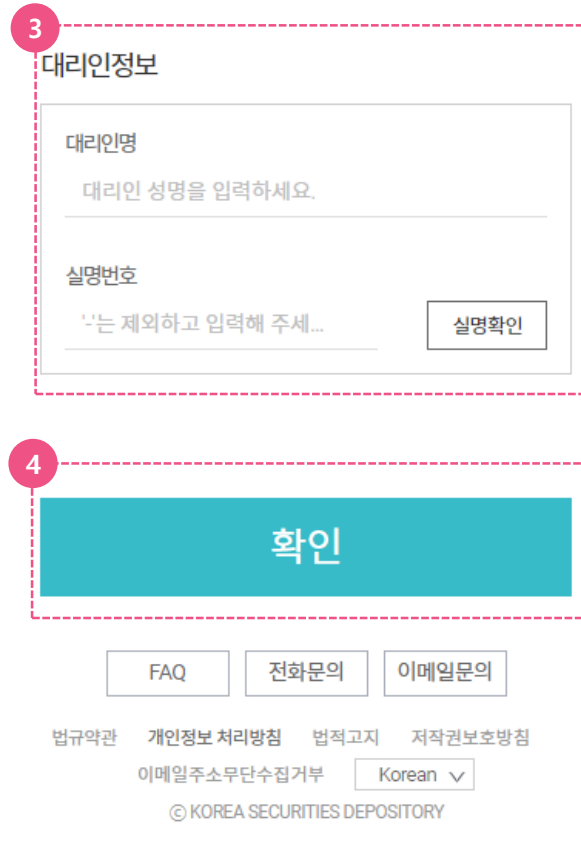 3
대리인정보
대리인명
대리인 성명을 입력하세요.
실명번호
'-'는 제외하고 입력해 주세...
실명확인
4
확인
FAQ 전화문의 이메일문의
법규약관 개인정보 처리방침 법적고지 저작권보호방침
이메일주소무단수집거부 Korean
ⓒ KOREA SECURITIES DEPOSITORY